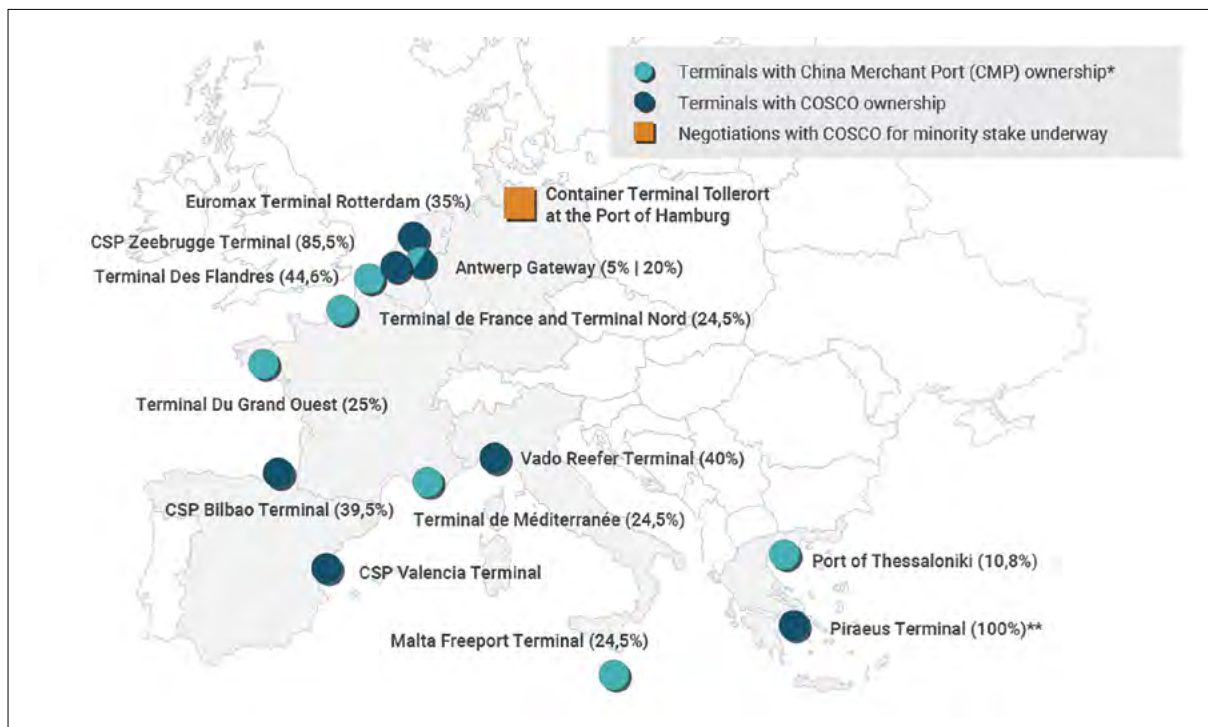 Terminals with China Merchant Port (CMP) ownership*
Terminals with COSCO ownership
Negotiations with COSCO for minority stake underway
Container Terminal Tollerort
at the Port of Hamburg
Euromax Terminal Rotterdam (35%)
CSP Zeebrugge Terminal (85,5%)
Terminal Des Flandres (44,6%)
Antwerp Gateway (5% | 20%)
Terminal de France and Terminal Nord (24,5%)
Terminal Du Grand Ouest (25%)
Vado Reefer Terminal (40%)
CSP Bilbao Terminal (39,5%)
Terminal de Méditerranée (24,5%)
CSP Valencia Terminal
Port of Thessaloniki (10,8%)
Piraeus Terminal (100%)**
Malta Freeport Terminal (24,5%)